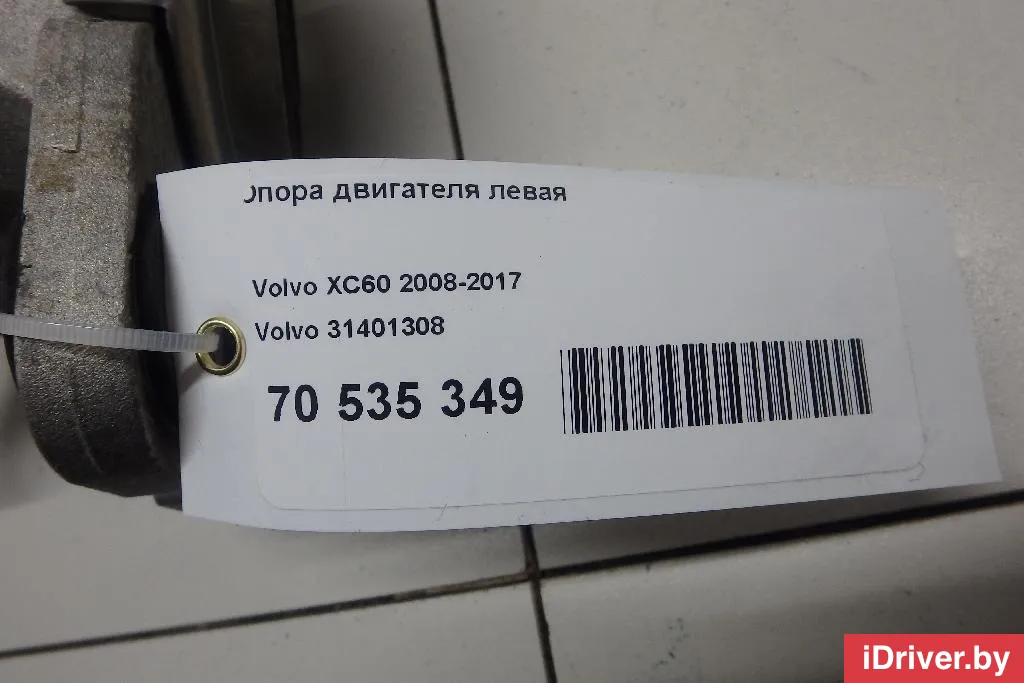 Опора двигателя левая
Volvo XC60 2008-2017
Volvo 31401308
70 535 349
iDriver.by